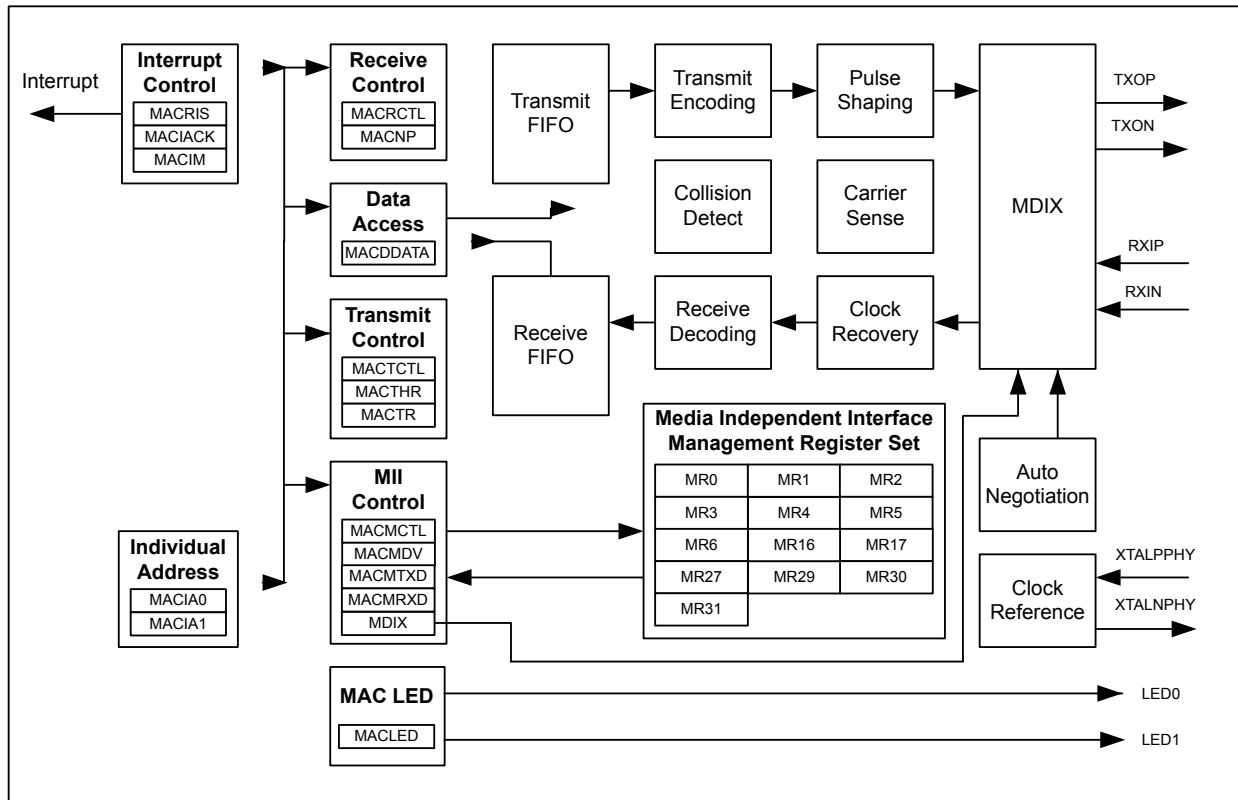 Interrupt
Interrupt
Control
MACRIS
MACIACK
MACIM
Individual
Address
MACIA0
MACIA1
Receive
Control
MACRCTL
MACNP
Data
Access
MACDDATA
Transmit
Control
MACTCTL
MACTHR
MACTR
MII
Control
MACMCTL
MACMDV
MACMTXD
MACMRXD
MDIX
MAC LED
MACLED
Transmit
FIFO
Receive
FIFO
Transmit
Encoding
Pulse
Shaping
Collision
Detect
Carrier
Sense
Receive
Decoding
Clock
Recovery
MDIX
TXOP
TXON
RXIP
RXIN
Media Independent Interface
Management Register Set
MR0 MR1 MR2
MR3 MR4 MR5
MR6 MR16 MR17
MR27 MR29 MR30
MR31
Auto
Negotiation
Clock
Reference
XTALPPHY
XTALNPHY
LED0
LED1